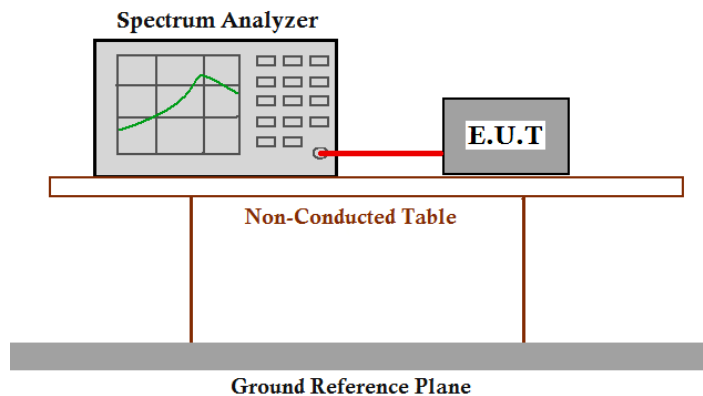 Spectrum Analyzer
E.U.T
Non-Conducted Table
Ground Reference Plane